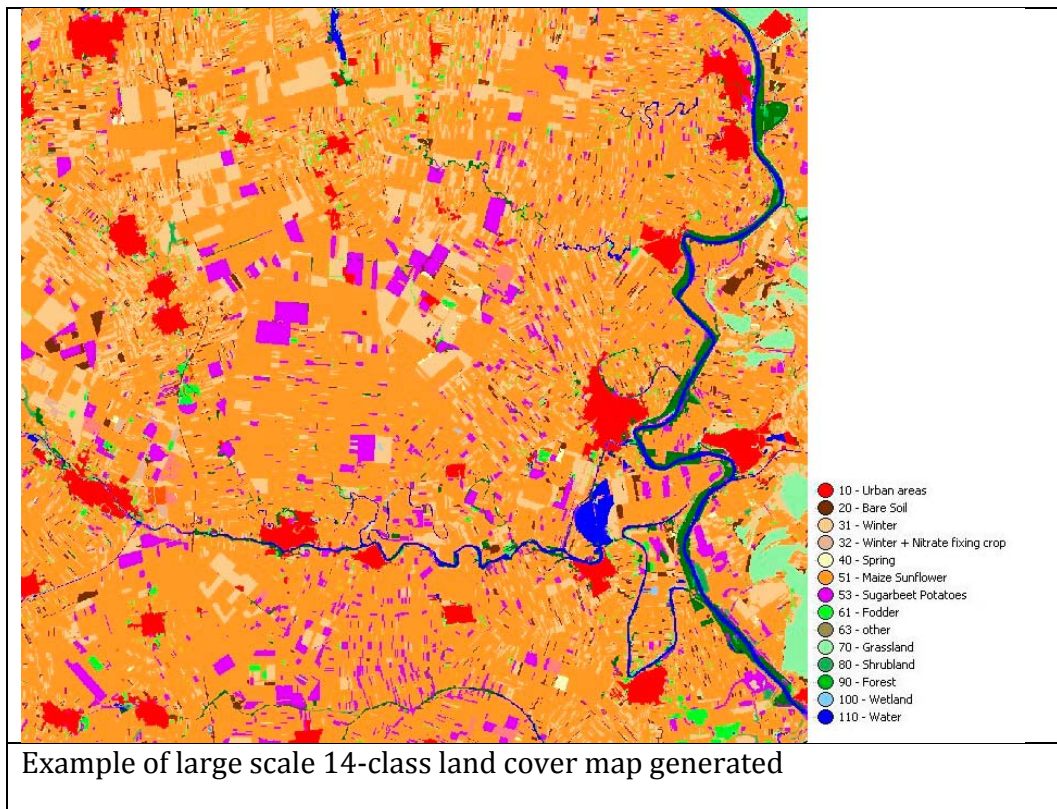 10 - Urban areas
20 - Bare Soil
31 - Winter
32 - Winter + Nitrate fixing crop
40 - Spring
51 - Maize Sunflower
53 - Sugarbeet Potatoes
61 - Fodder
63 - other
70 - Grassland
80 - Shrubland
90 - Forest
100 - Wetland
110 - Water
Example of large scale 14-class land cover map generated